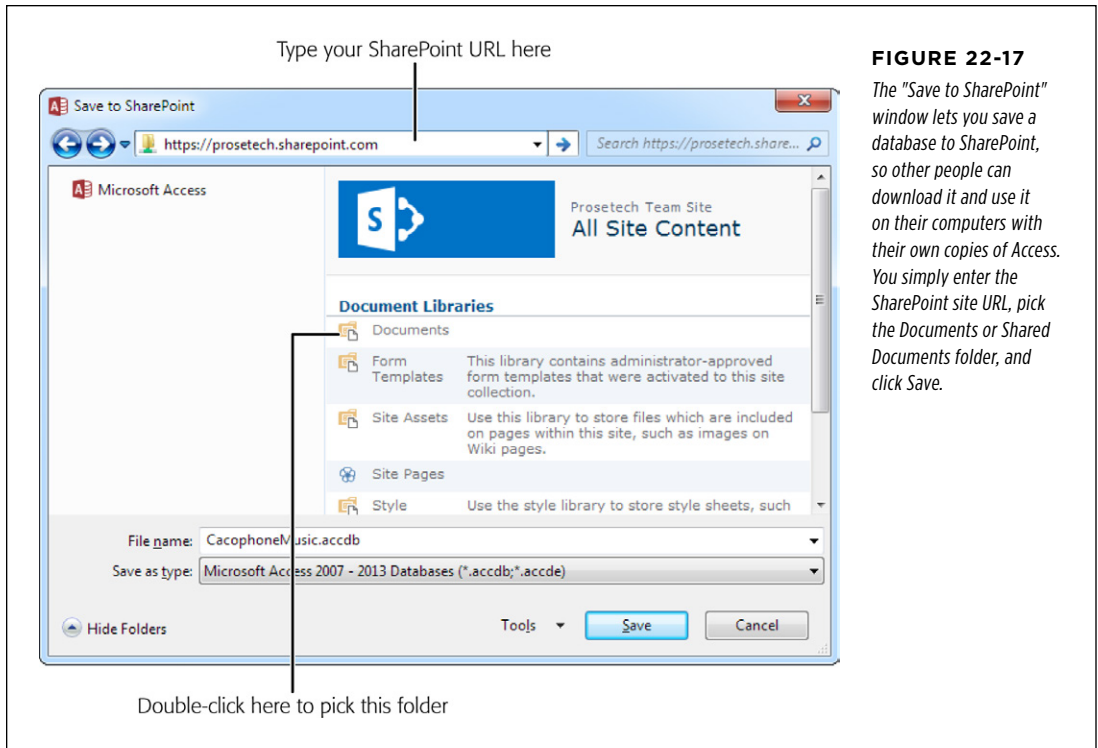 Type your SharePoint URL here
Save to SharePoint
https://prosetech.sharepoint.com
Search https://prosetech.share...
Microsoft Access
S
Prosetech Team Site
All Site Content
Document Libraries
Documents
Form Templates
This library contains administrator-approved
form templates that were activated to this site
collection.
Site Assets
Use this library to store files which are included
on pages within this site, such as images on
Wiki pages.
Site Pages
Style
Use the style library to store style sheets, such
File name: CacophoneMusic.accdb
Save as type: Microsoft Access 2007 - 2013 Databases (*.accdb;*.accde)
Hide Folders
Tools
Save
Cancel
Double-click here to pick this folder
FIGURE 22-17
The "Save to SharePoint"
window lets you save a
database to SharePoint,
so other people can
download it and use it
on their computers with
their own copies of Access.
You simply enter the
SharePoint site URL, pick
the Documents or Shared
Documents folder, and
click Save.